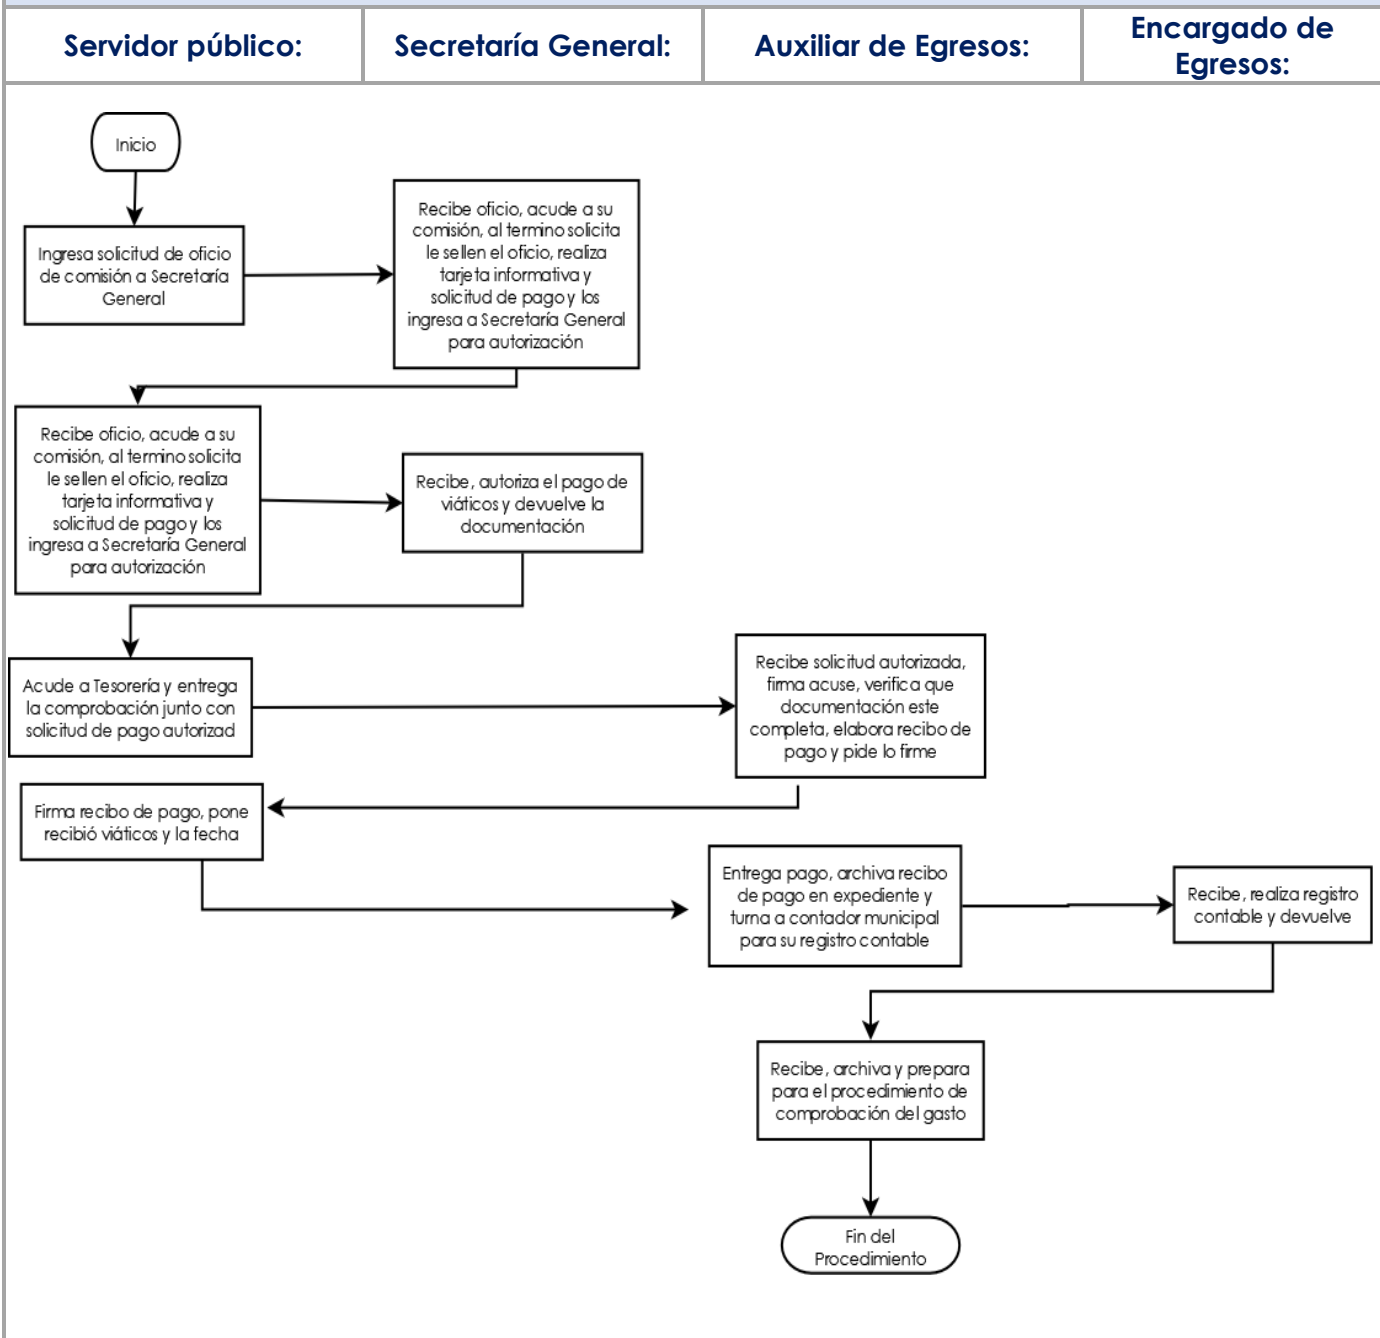 Servidor público:
Secretaría General:
Auxiliar de Egresos:
Encargado de
Egresos:
Inicio
Ingresa solicitud de oficio
de comisión a Secretaría
General
Recibe oficio, acude a su
comisión, al termino solicita
le sellen el oficio, realiza
tarjeta informativa y
solicitud de pago y los
ingresa a Secretaría General
para autorización
Recibe oficio, acude a su
comisión, al termino solicita
le sellen el oficio, realiza
tarjeta informativa y
solicitud de pago y los
ingresa a Secretaría General
para autorización
Recibe, autoriza el pago de
viáticos y devuelve la
documentación
Acude a Tesorería y entrega
la comprobación junto con
solicitud de pago autorizad
Recibe solicitud autorizada,
firma acuse, verifica que
documentación este
completa, elabora recibo de
pago y pide lo firme
Firma recibo de pago, pone
recibió viáticos y la fecha
Entrega pago, archiva recibo
de pago en expediente y
turna a contador municipal
para su registro contable
Recibe, realiza registro
contable y devuelve
Recibe, archiva y prepara
para el procedimiento de
comprobación del gasto
Fin del
Procedimiento